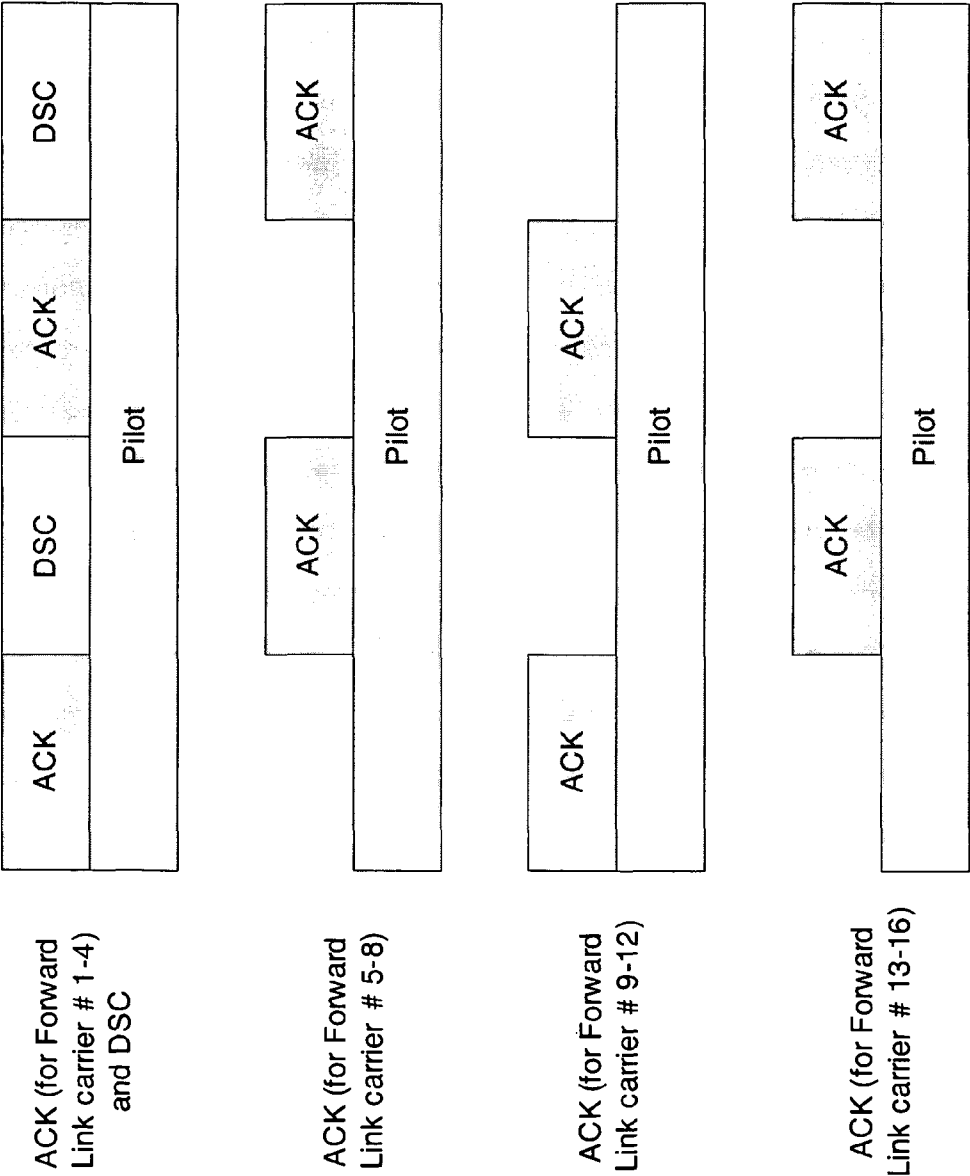 ACK (for Forward
Link carrier # 1-4)
and DSC
ACK
DSC
ACK
DSC
Pilot
ACK (for Forward
Link carrier # 5-8)
ACK
ACK
Pilot
ACK (for Forward
Link carrier # 9-12)
ACK
ACK
Pilot
ACK (for Forward
Link carrier # 13-16)
ACK
ACK
Pilot